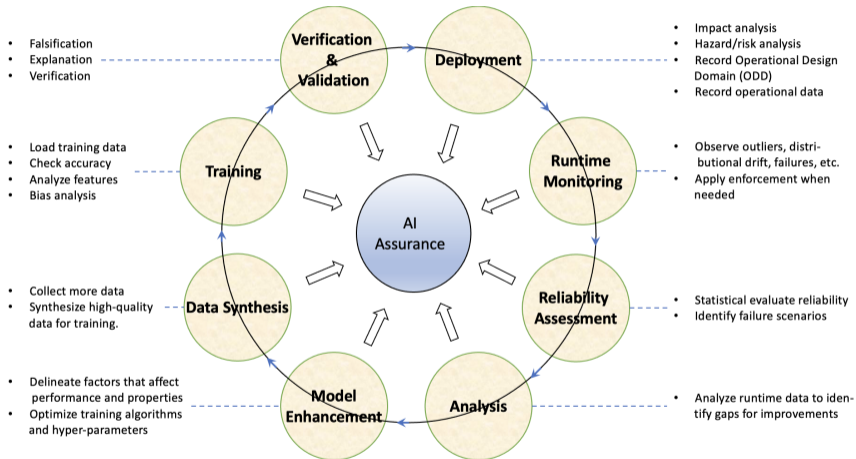 Verification
&
Validation
• Falsification
• Explanation
• Verification
Deployment
• Impact analysis
• Hazard/risk analysis
• Record Operational Design
Domain (ODD)
• Record operational data
Runtime
Monitoring
• Observe outliers, distri-
butional drift, failures, etc.
• Apply enforcement when
needed
Reliability
Assessment
• Statistical evaluate reliability
• Identify failure scenarios
Analysis
• Analyze runtime data to iden-
tify gaps for improvements
Model
Enhancement
• Delineate factors that affect
performance and properties
• Optimize training algorithms
and hyper-parameters
Data Synthesis
• Collect more data
• Synthesize high-quality
data for training.
Training
• Load training data
• Check accuracy
• Analyze features
• Bias analysis
AI
Assurance